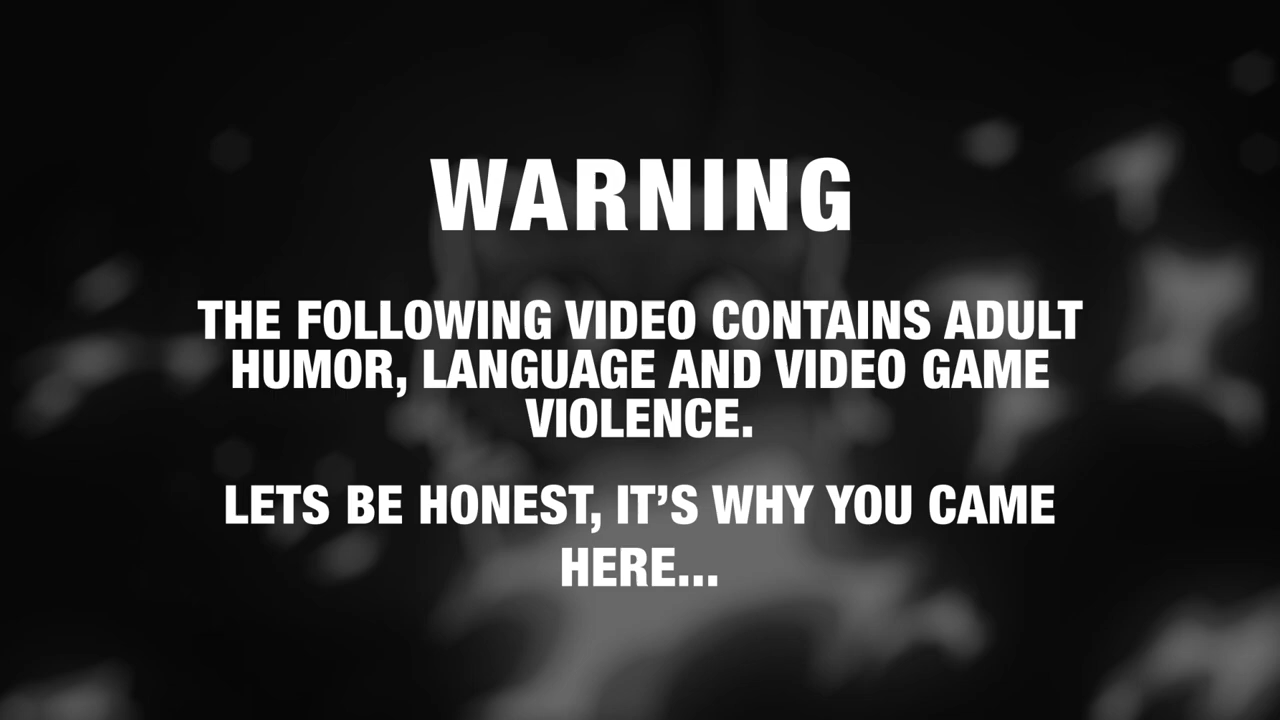 WARNING
THE FOLLOWING VIDEO CONTAINS ADULT
HUMOR, LANGUAGE AND VIDEO GAME
VIOLENCE.
LETS BE HONEST, IT’S WHY YOU CAME
HERE...